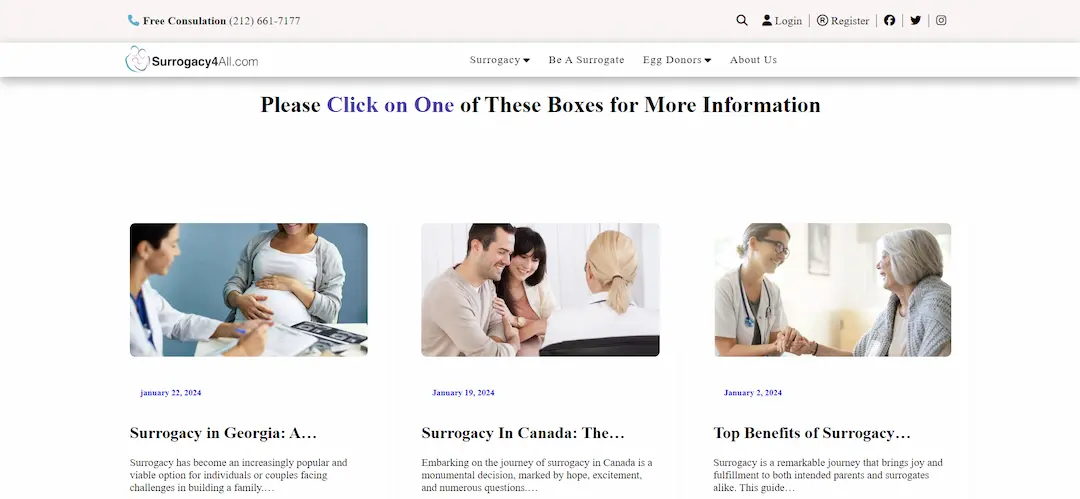 Free Consulation (212) 661-7177
Login
Register
Surrogacy4All.com
Surrogacy
Be A Surrogate
Egg Donors
About Us
Please Click on One of These Boxes for More Information
january 22, 2024
Surrogacy in Georgia: A…
Surrogacy has become an increasingly popular and
viable option for individuals or couples facing
challenges in building a family.…
January 19, 2024
Surrogacy In Canada: The…
Embarking on the journey of surrogacy in Canada is a
monumental decision, marked by hope, excitement,
and numerous questions.…
January 2, 2024
Top Benefits of Surrogacy…
Surrogacy is a remarkable journey that brings joy and
fulfillment to both intended parents and surrogates
alike. This guide…